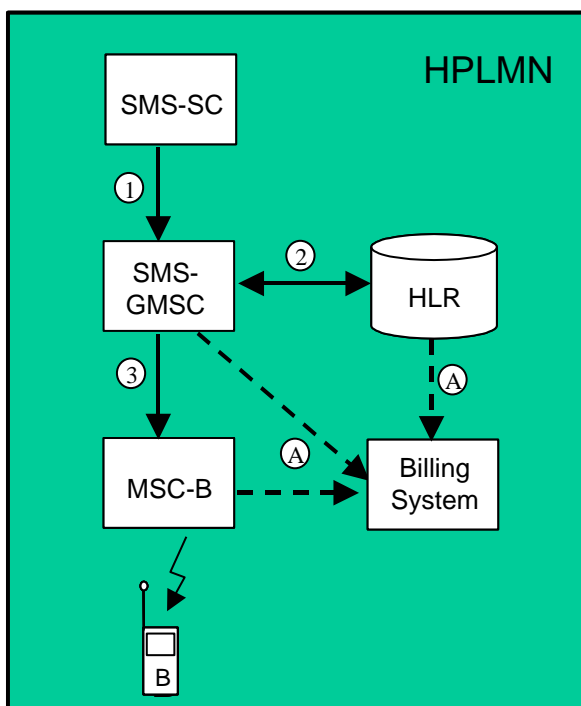 HPLMN
SMS-SC
1
SMS-
GMSC
2
HLR
3
A
A
MSC-B
Billing
System
B